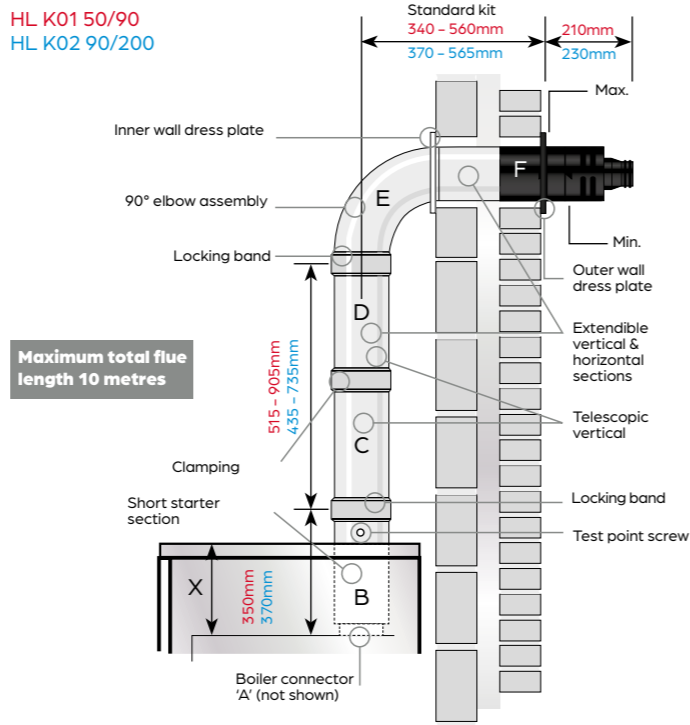 HL K01 50/90
HL K02 90/200
Standard kit
340 - 560mm
370 - 565mm
210mm
230mm
Max.
Inner wall dress plate
F
E
90° elbow assembly
Min.
Locking band
Outer wall
dress plate
D
Extendible
vertical &
horizontal
sections
Maximum total flue
length 10 metres
515 - 905mm
435 - 735mm
Telescopic
vertical
C
Clamping
Short starter
section
Locking band
Test point screw
X
350mm
370mm
B
Boiler connector
'A' (not shown)